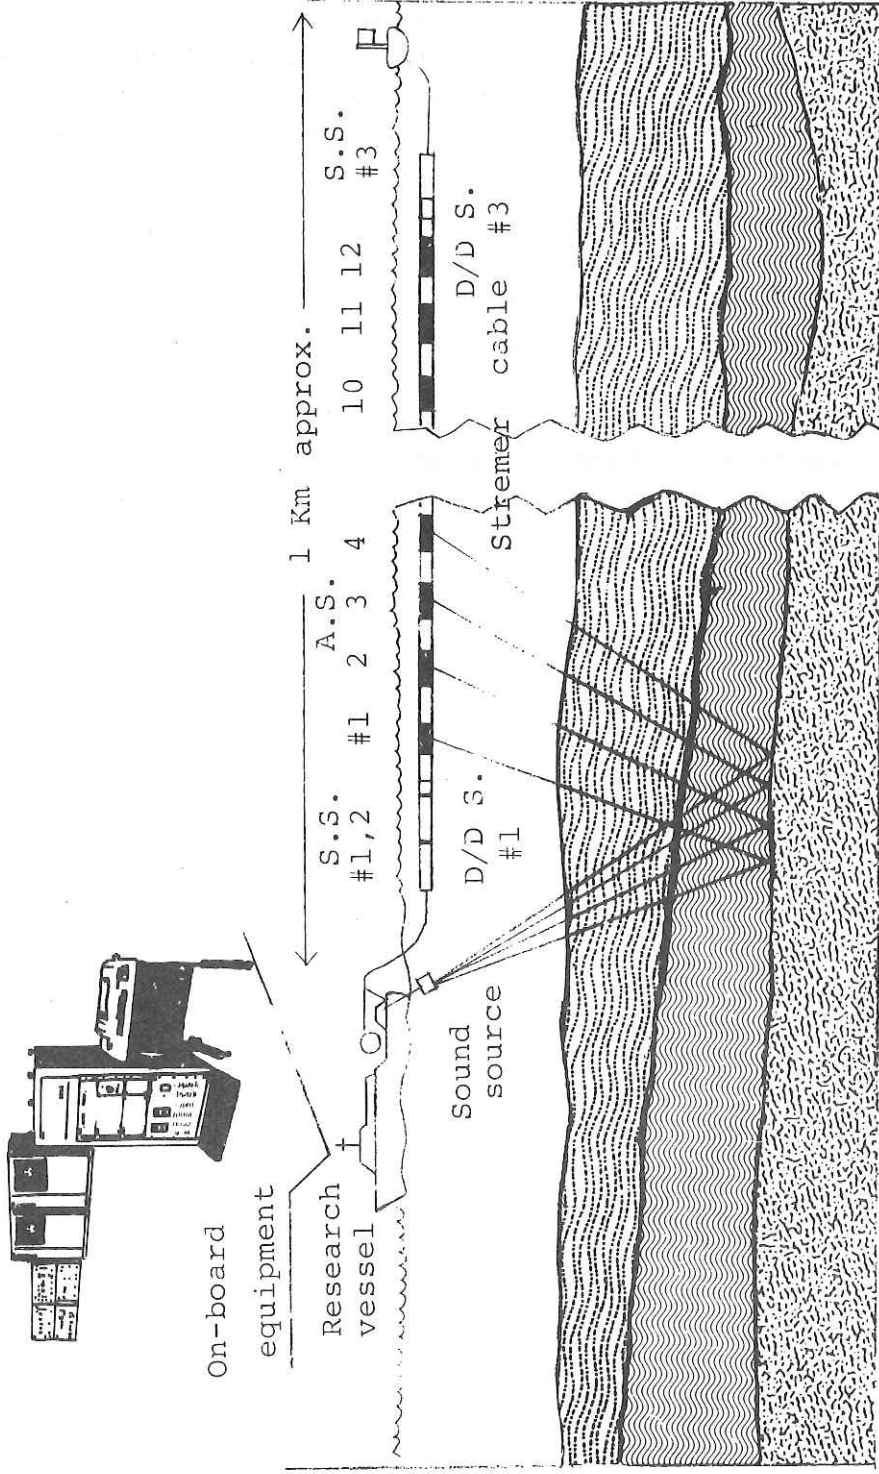 On-board
equipment
Research
vessel
1 Km approx.
S.S.
#1,2
A.S.
#1 2 3 4
10 11 12
S.S.
#3
Sound
source
D/D S.
#1
Stremer cable
D/D S.
#3